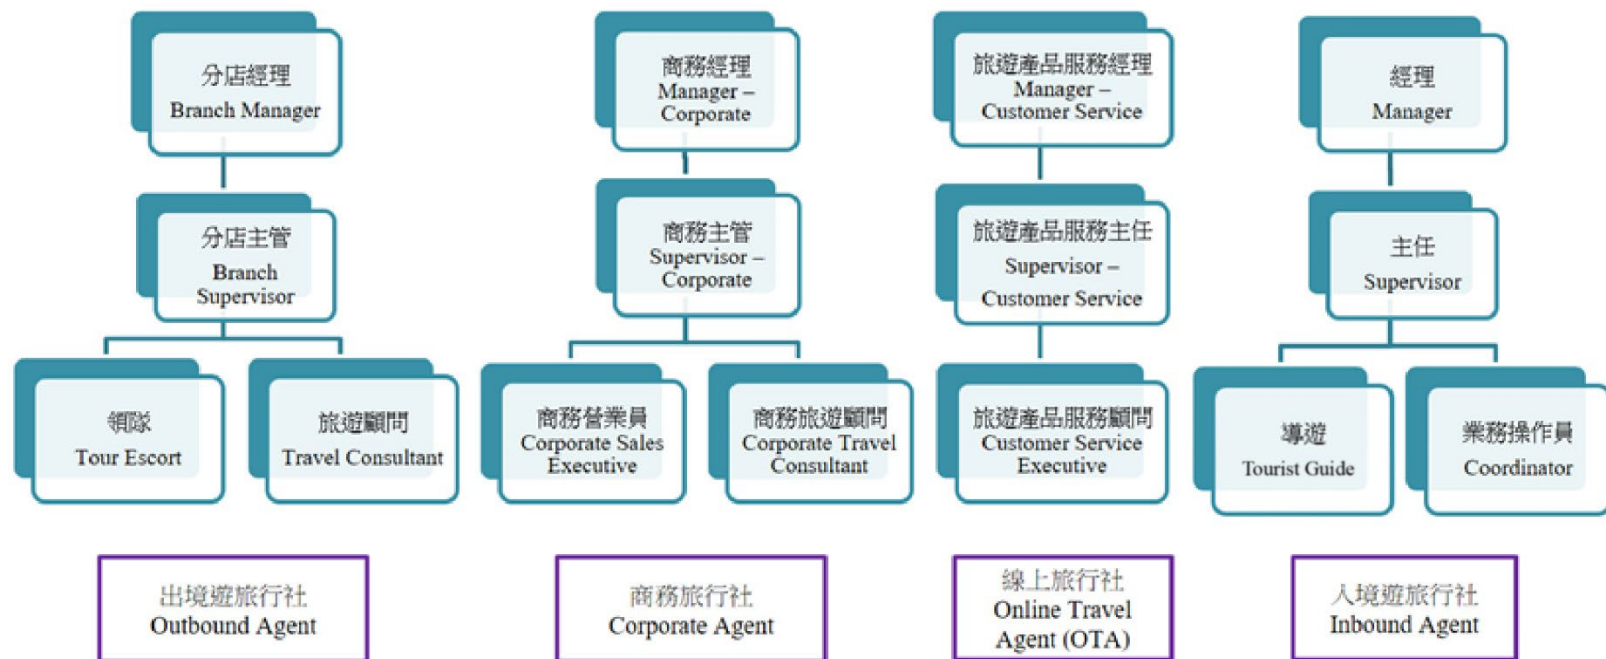 分店經理
Branch Manager
商務經理
Manager –
Corporate
旅遊產品服務經理
Manager –
Customer Service
經理
Manager
分店主管
Branch
Supervisor
商務主管
Supervisor –
Corporate
旅遊產品服務主任
Supervisor –
Customer Service
主任
Supervisor
領隊
Tour Escort
旅遊顧問
Travel Consultant
商務營業員
Corporate Sales
Executive
商務旅遊顧問
Corporate Travel
Consultant
旅遊產品服務顧問
Customer Service
Executive
導遊
Tourist Guide
業務操作員
Coordinator
出境遊旅行社
Outbound Agent
商務旅行社
Corporate Agent
線上旅行社
Online Travel
Agent (OTA)
入境遊旅行社
Inbound Agent